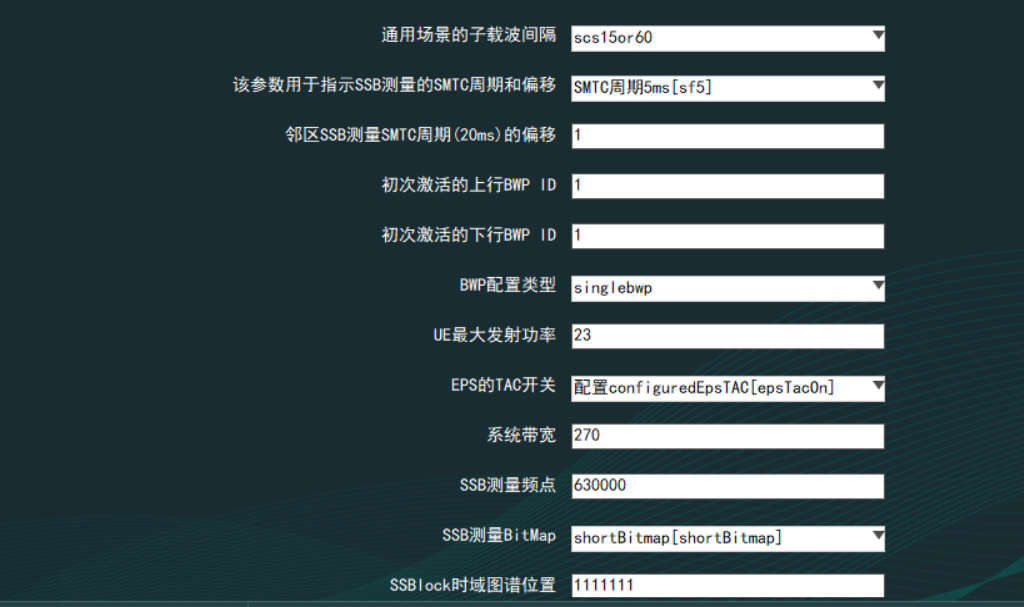 通用场景的子载波间隔 scs15or60
该参数用于指示SSB测量的SMTC周期和偏移 SMTC周期5ms[sf5]
邻区SSB测量SMTC周期(20ms)的偏移 1
初次激活的上行BWP ID 1
初次激活的下行BWP ID 1
BWP配置类型 singlebwp
UE最大发射功率 23
EPS的TAC开关 配置configuredEpsTAC[epsTacOn]
系统带宽 270
SSB测量频点 630000
SSB测量BitMap shortBitmap[shortBitmap]
SSBlock时域图谱位置 1111111